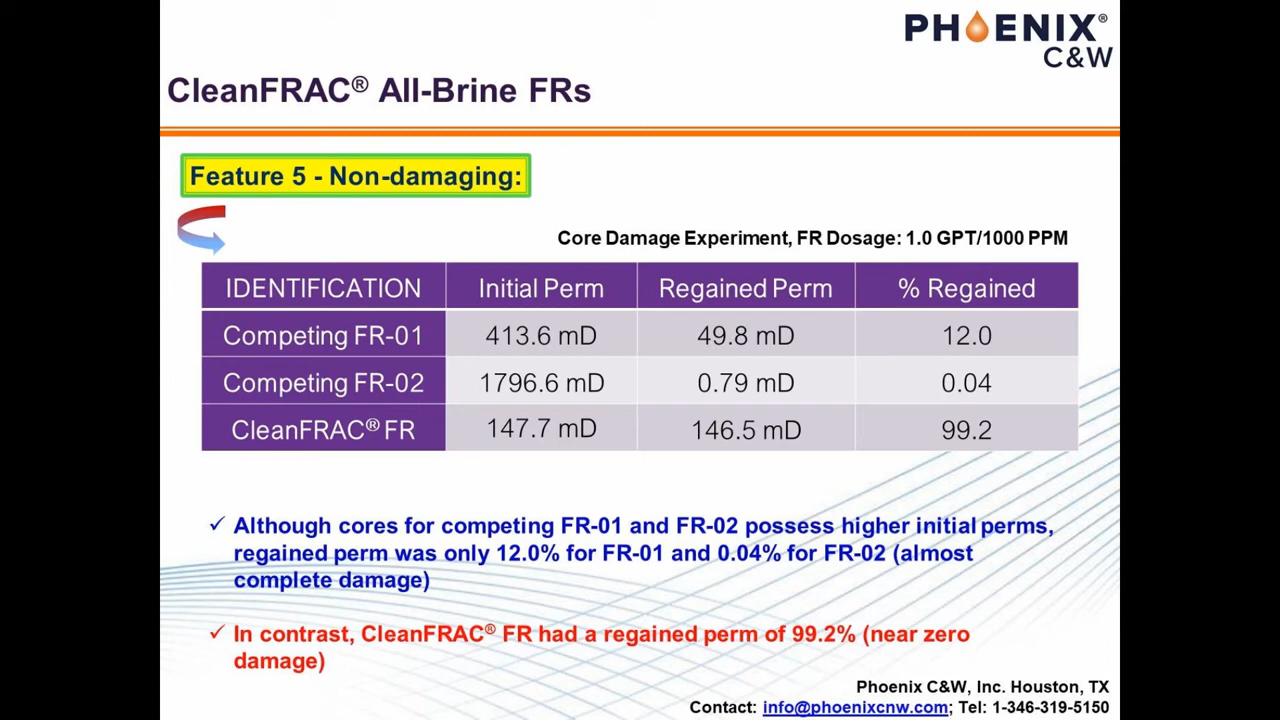 PHOENIX®
C&W
CleanFRAC® All-Brine FRs
Feature 5 - Non-damaging:
Core Damage Experiment, FR Dosage: 1.0 GPT/1000 PPM
IDENTIFICATION Initial Perm Regained Perm % Regained
Competing FR-01 413.6 mD 49.8 mD 12.0
Competing FR-02 1796.6 mD 0.79 mD 0.04
CleanFRAC® FR 147.7 mD 146.5 mD 99.2
✓ Although cores for competing FR-01 and FR-02 possess higher initial perms,
regained perm was only 12.0% for FR-01 and 0.04% for FR-02 (almost
complete damage)
✓ In contrast, CleanFRAC® FR had a regained perm of 99.2% (near zero
damage)
Phoenix C&W, Inc. Houston, TX
Contact: info@phoenixcnw.com; Tel: 1-346-319-5150